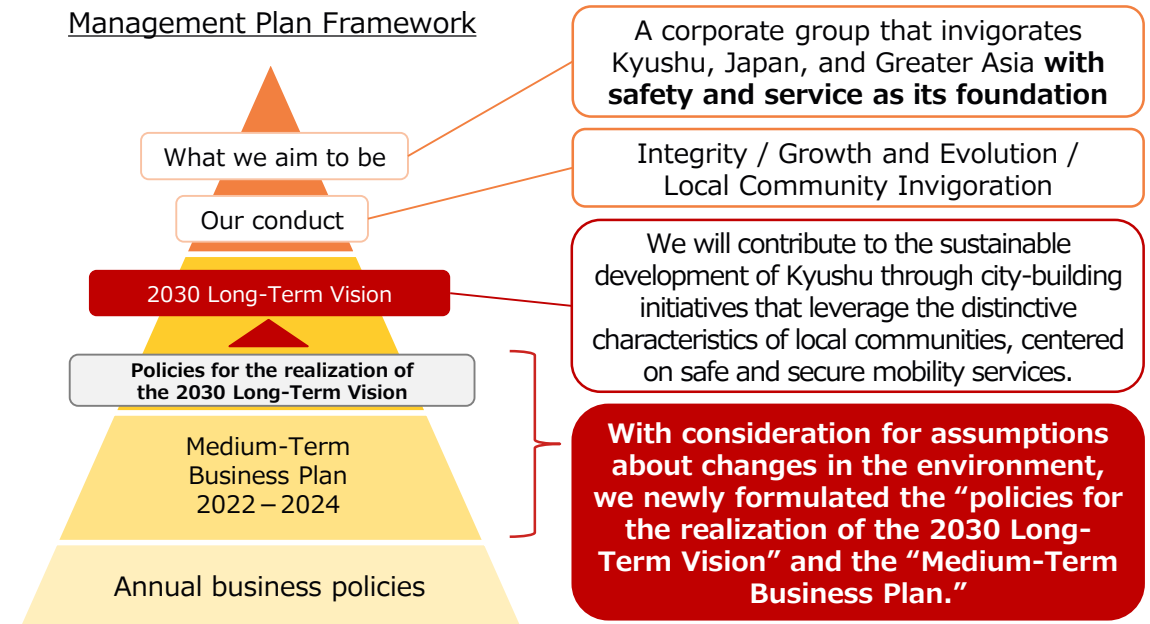 Management Plan Framework
A corporate group that invigorates
Kyushu, Japan, and Greater Asia with
safety and service as its foundation
What we aim to be
Integrity / Growth and Evolution /
Local Community Invigoration
Our conduct
We will contribute to the sustainable
development of Kyushu through city-building
initiatives that leverage the distinctive
characteristics of local communities, centered
on safe and secure mobility services.
2030 Long-Term Vision
Policies for the realization of
the 2030 Long-Term Vision
With consideration for assumptions
about changes in the environment,
we newly formulated the “policies for
the realization of the 2030 Long-
Term Vision” and the “Medium-Term
Business Plan.”
Medium-Term
Business Plan
2022－2024
Annual business policies